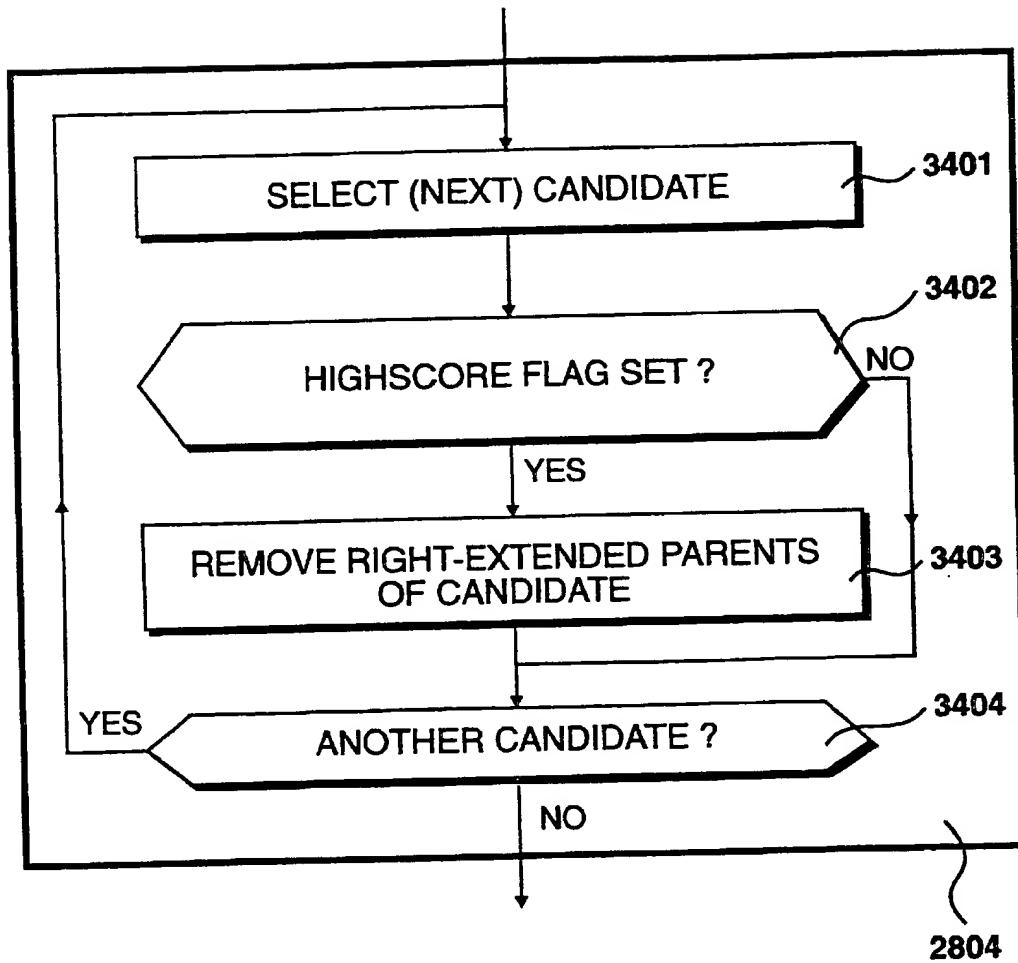 SELECT (NEXT) CANDIDATE
3401
3402
HIGHSCORE FLAG SET ?
NO
YES
REMOVE RIGHT-EXTENDED PARENTS
OF CANDIDATE
3403
3404
YES
ANOTHER CANDIDATE ?
NO
2804